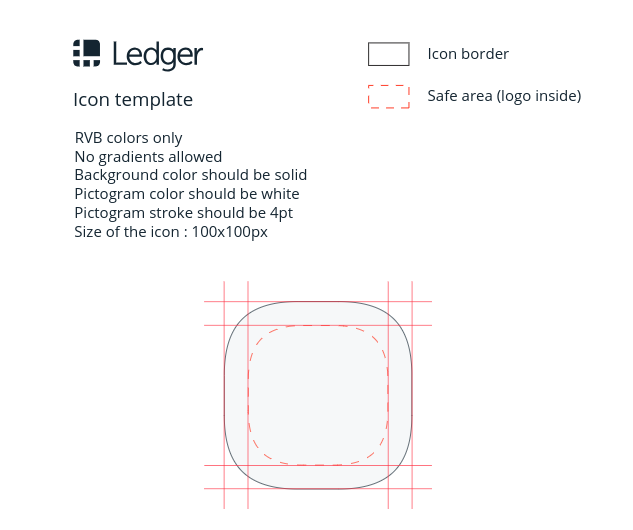 Ledger
Icon template
RVB colors only
No gradients allowed
Background color should be solid
Pictogram color should be white
Pictogram stroke should be 4pt
Size of the icon : 100x100px
Icon border
Safe area (logo inside)